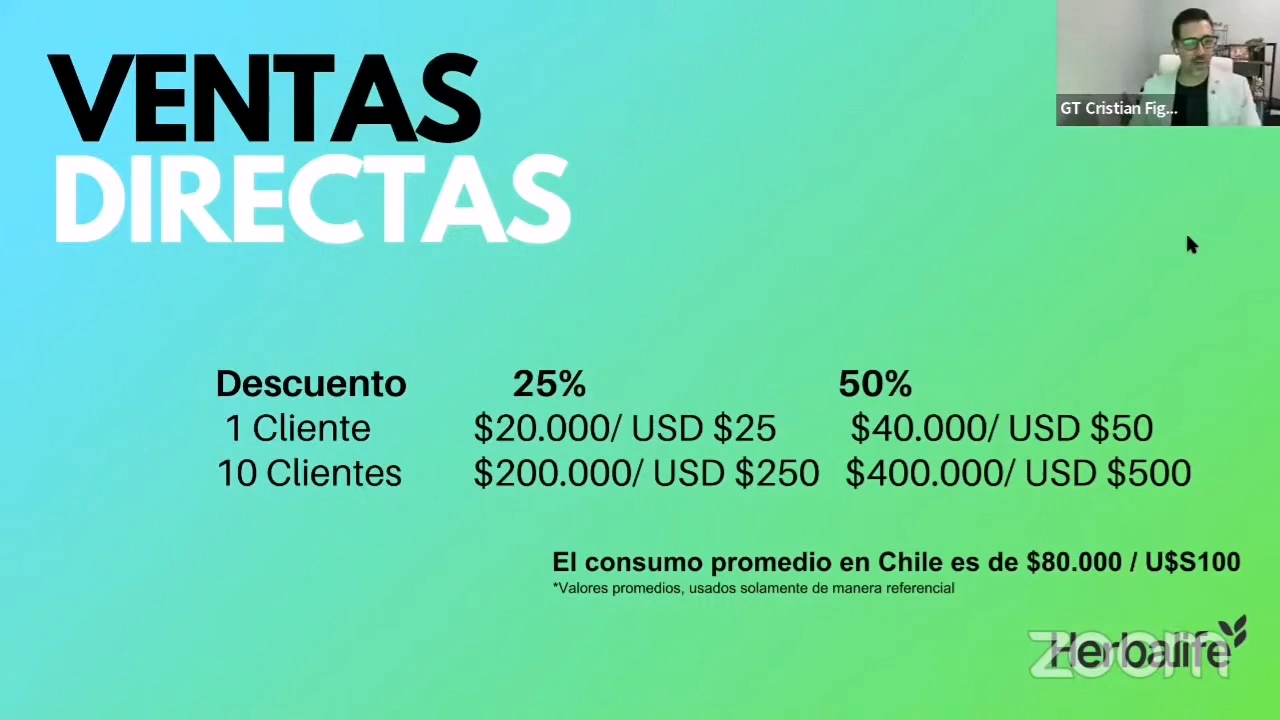 VENTAS
DIRECTAS
GT Cristian Fig...
Descuento 25% 50%
1 Cliente $20.000/ USD $25 $40.000/ USD $50
10 Clientes $200.000/ USD $250 $400.000/ USD $500
El consumo promedio en Chile es de $80.000 / U$S100
*Valores promedios, usados solamente de manera referencial
Herbalife
zoom